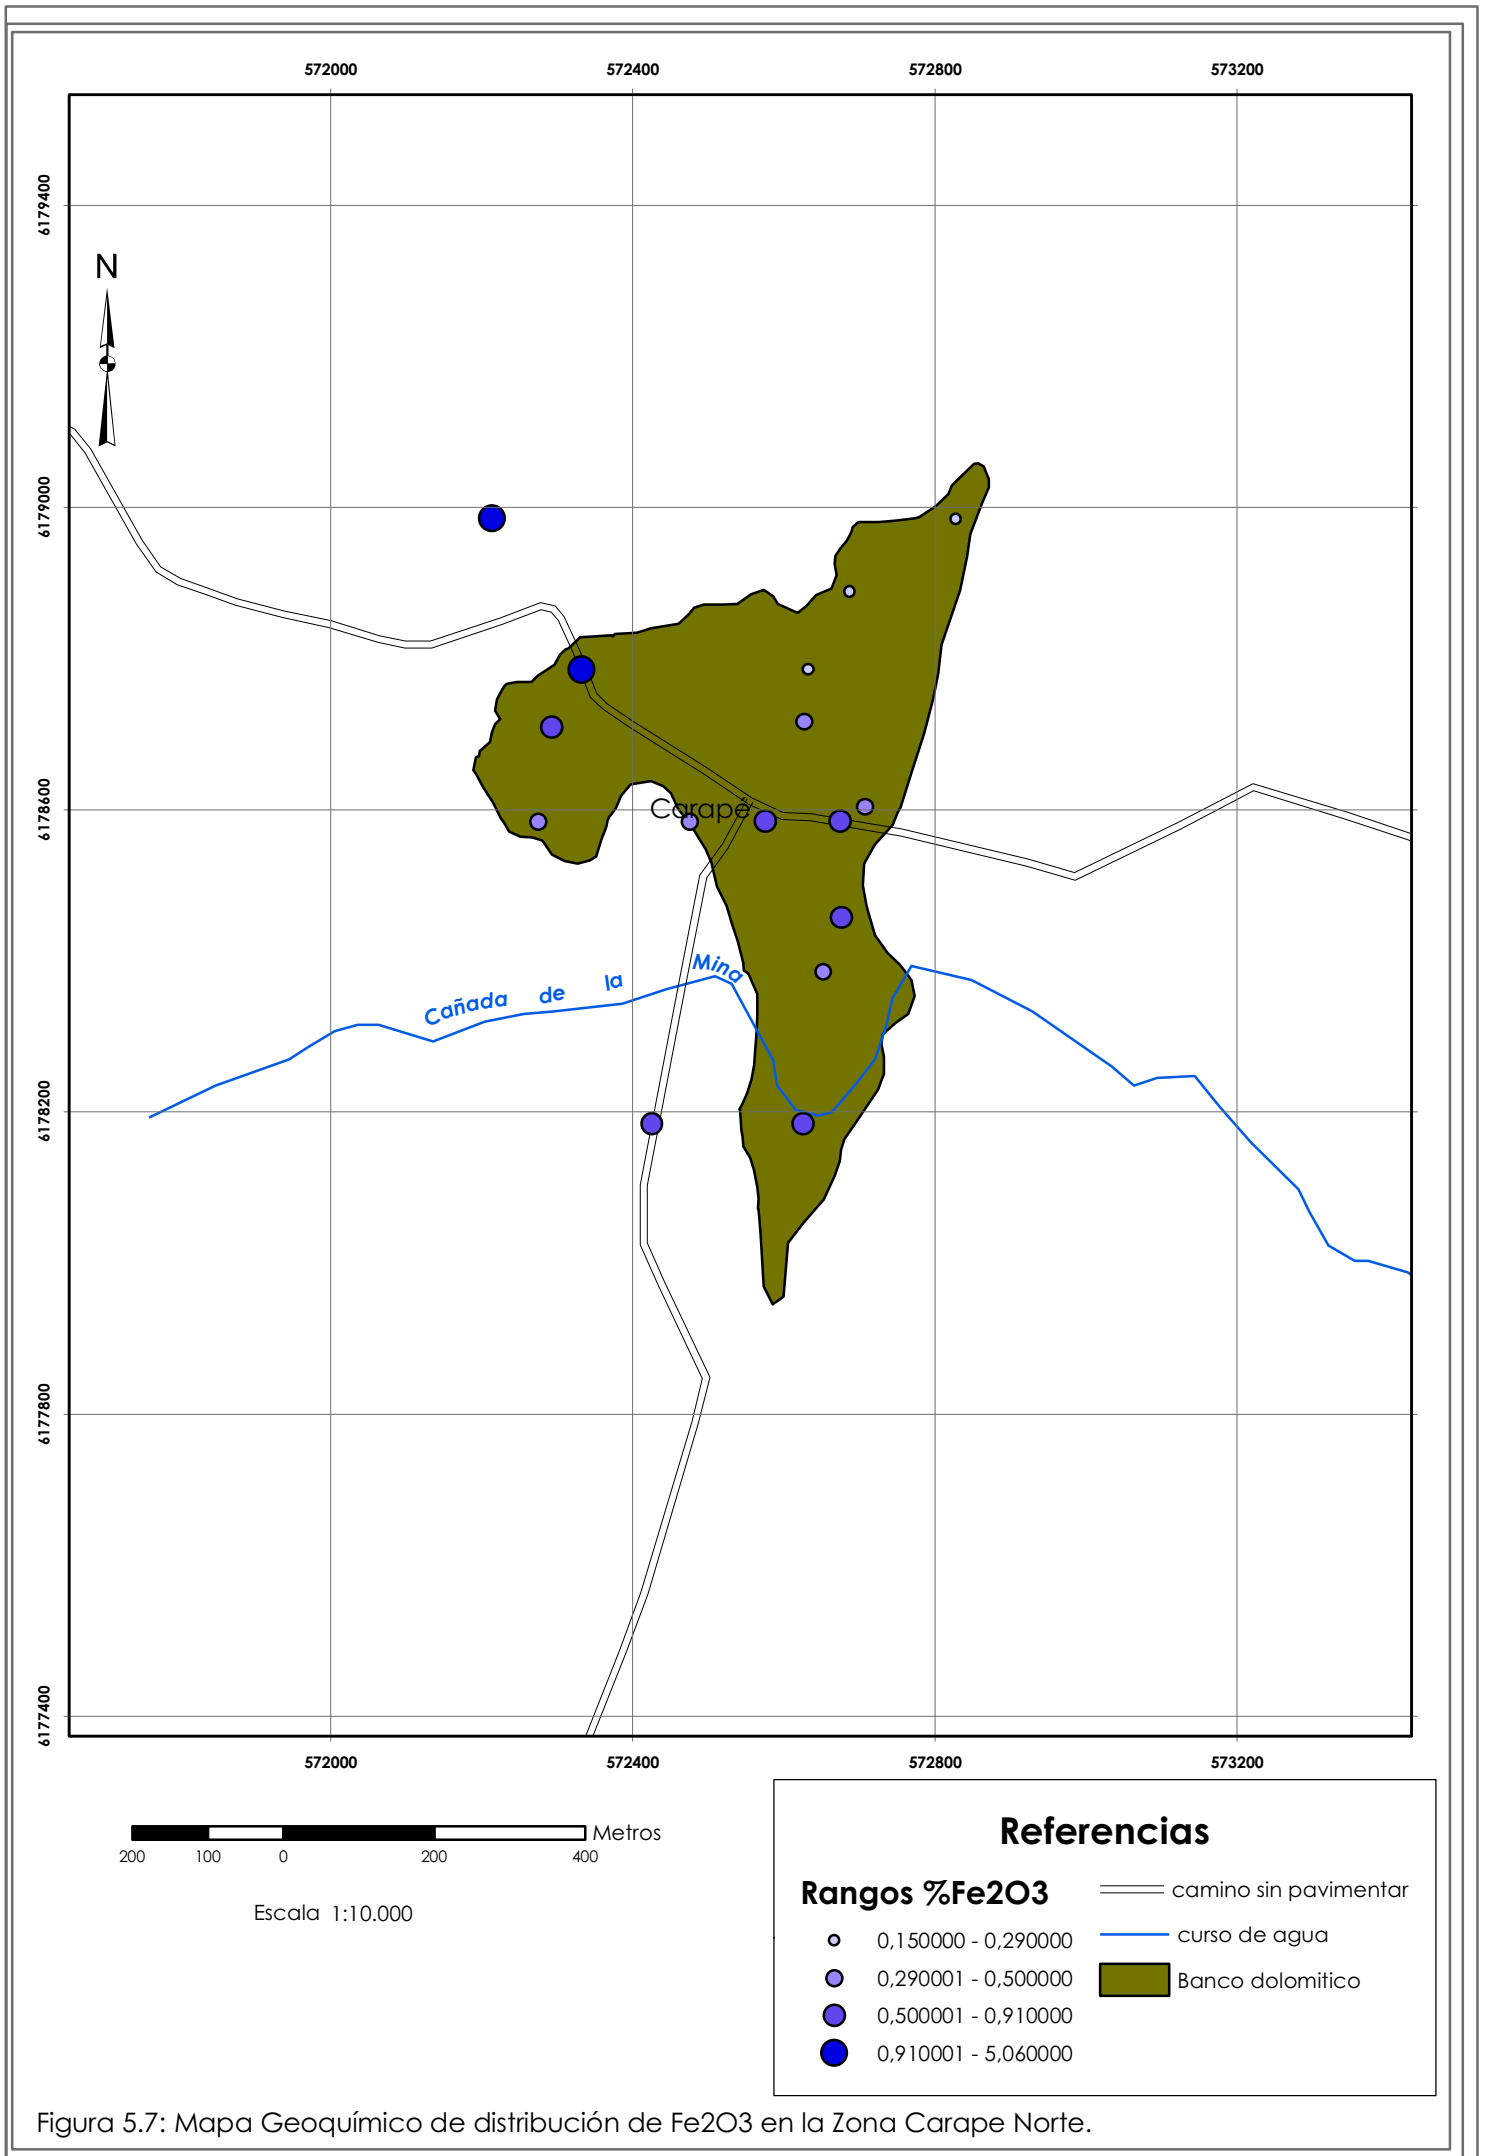 572000 572400 572800 573200
6179400
N
6179000
6178600
Carape
Cañada de la Mina
6178200
6177800
6177400
572000 572400 572800 573200
Metros
200 100 0 200 400
Escala 1:10.000
Referencias
Rangos %Fe2O3
0,150000 - 0,290000
0,290001 - 0,500000
0,500001 - 0,910000
0,910001 - 5,060000
camino sin pavimentar
curso de agua
Banco dolomitico
Figura 5.7: Mapa Geoquímico de distribución de Fe2O3 en la Zona Carape Norte.